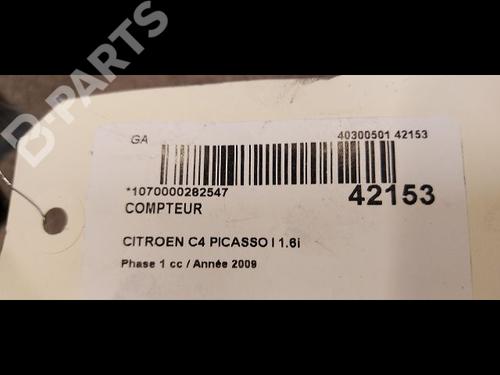 B-PARTS
GA
40300501 42153
*1070000282547
42153
COMPTEUR
CITROEN C4 PICASSO I 1.6i
Phase 1 cc / Année 2009